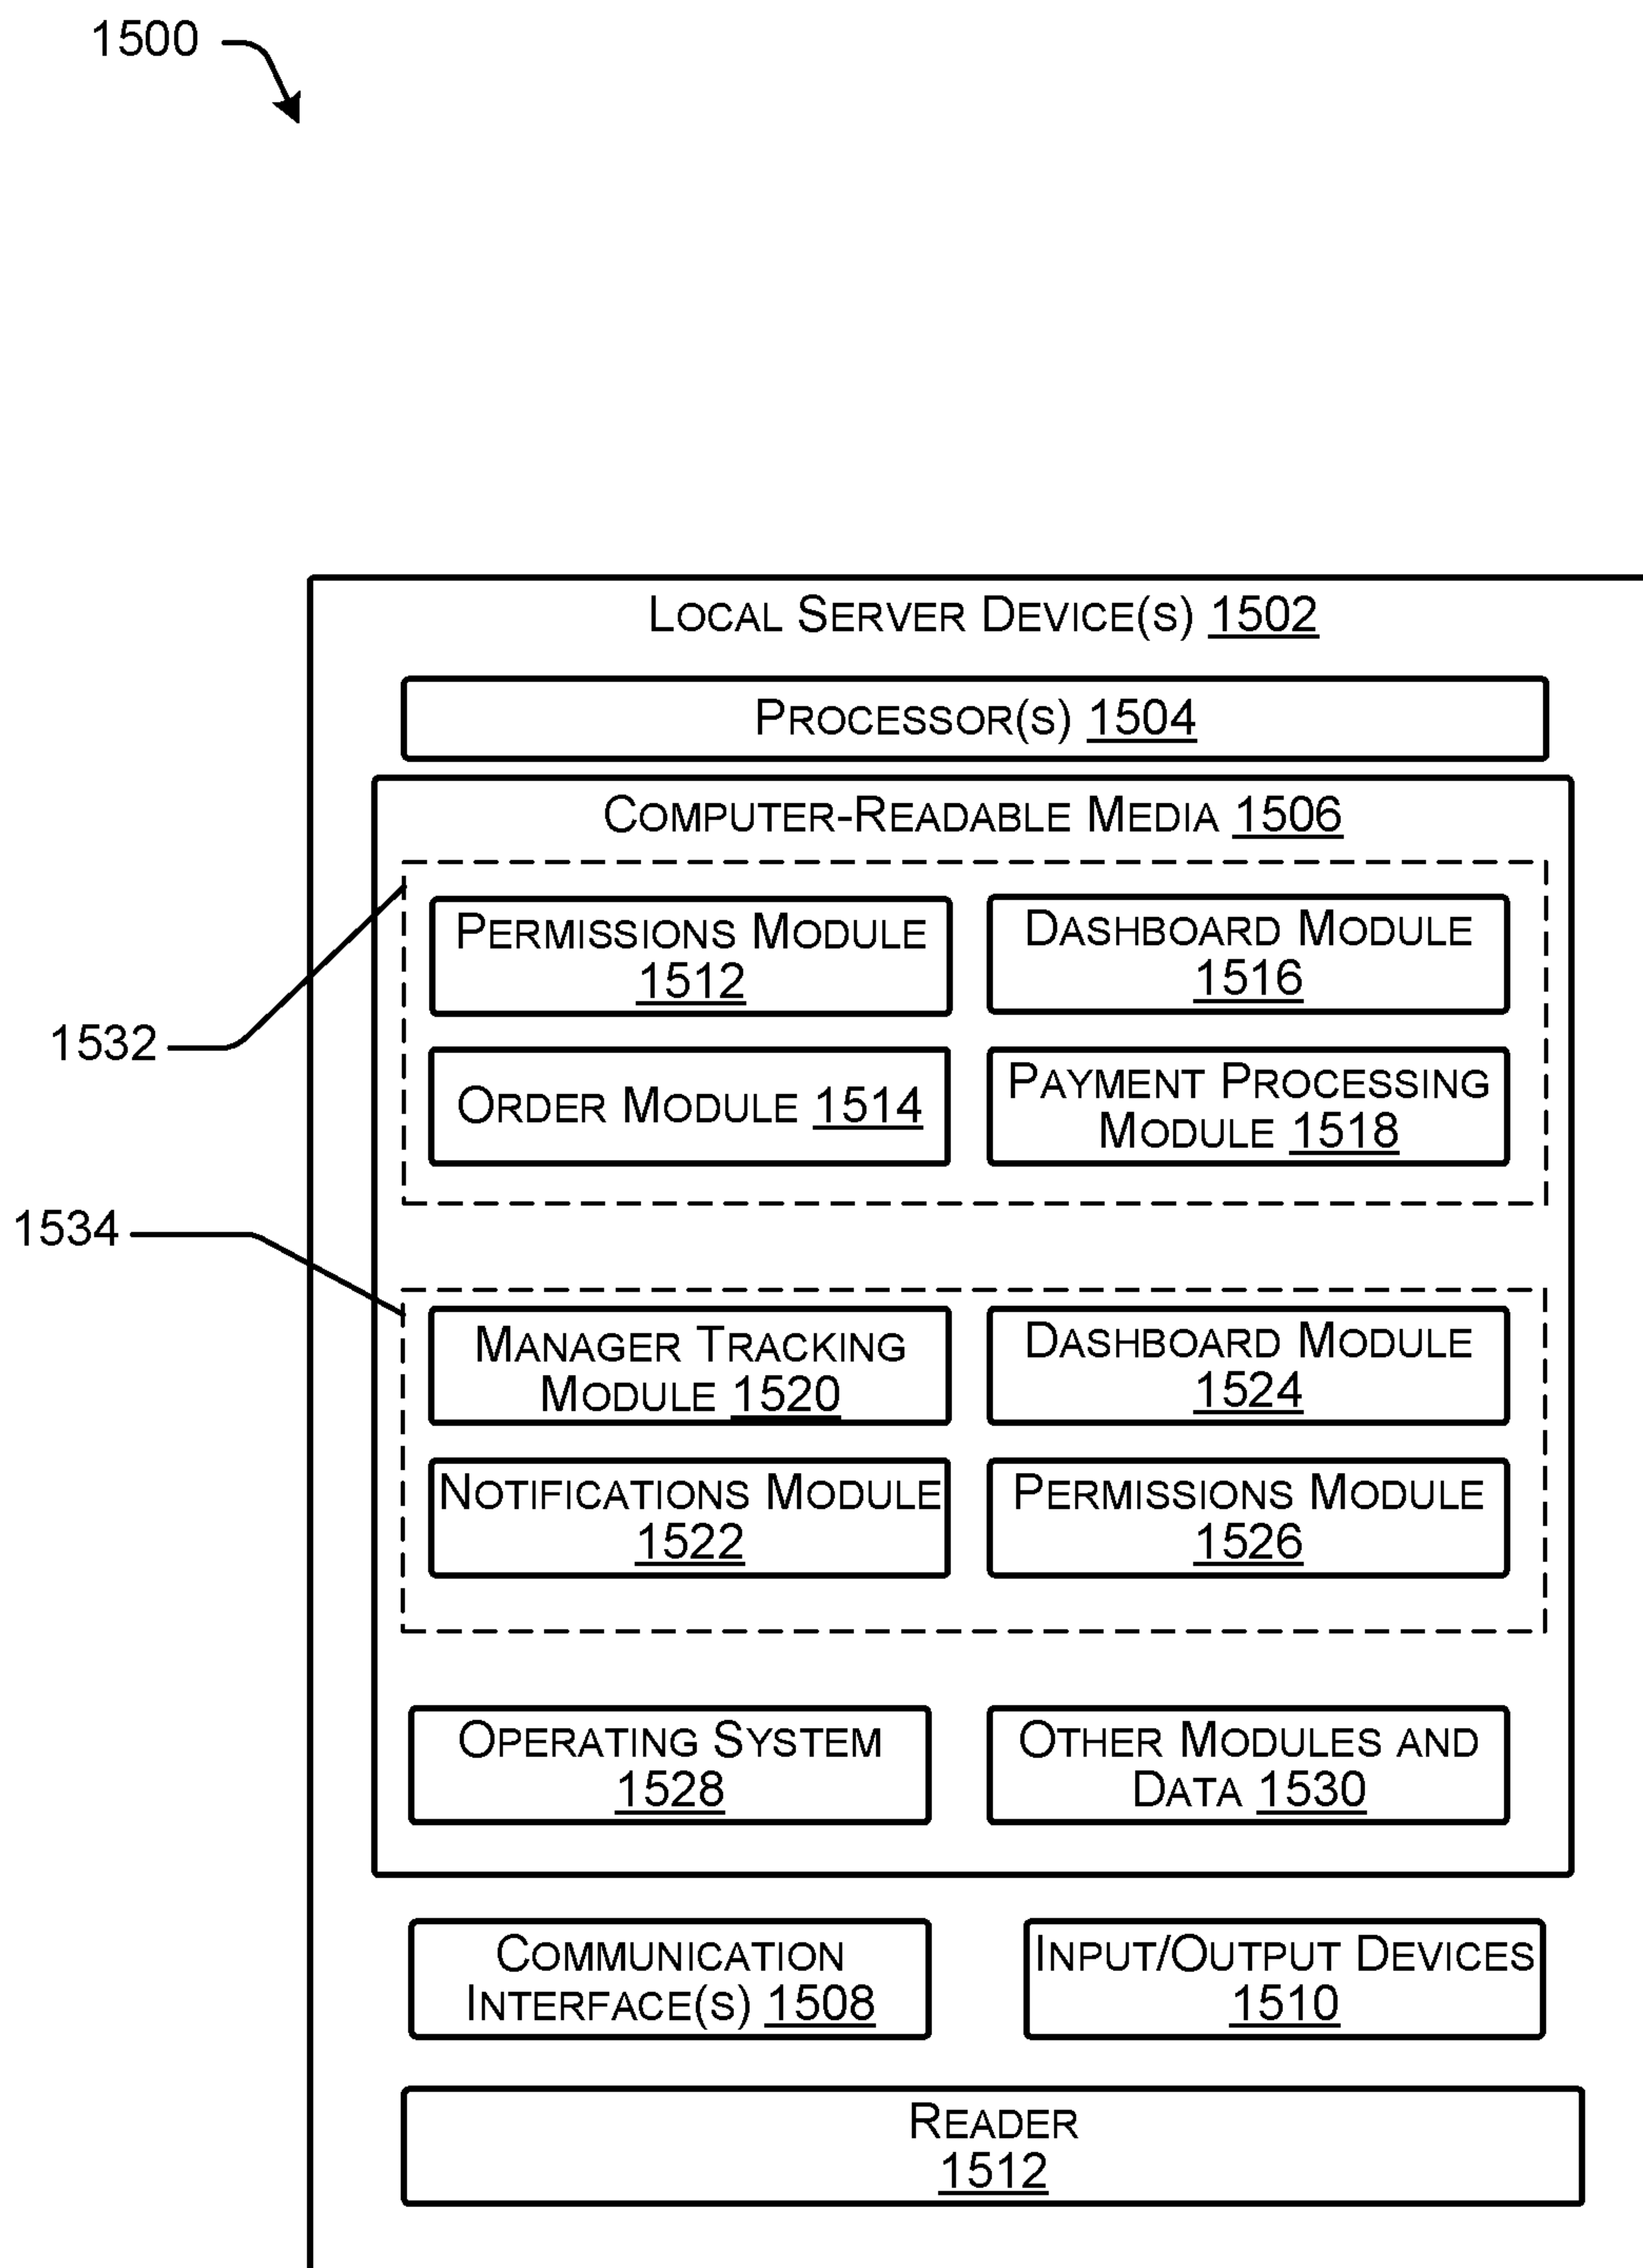 1500
LOCAL SERVER DEVICE(S) 1502
PROCESSOR(S) 1504
COMPUTER-READABLE MEDIA 1506
PERMISSIONS MODULE
1512
DASHBOARD MODULE
1516
1532
ORDER MODULE 1514
PAYMENT PROCESSING
MODULE 1518
1534
MANAGER TRACKING
MODULE 1520
DASHBOARD MODULE
1524
NOTIFICATIONS MODULE
1522
PERMISSIONS MODULE
1526
OPERATING SYSTEM
1528
OTHER MODULES AND
DATA 1530
COMMUNICATION
INTERFACE(S) 1508
INPUT/OUTPUT DEVICES
1510
READER
1512